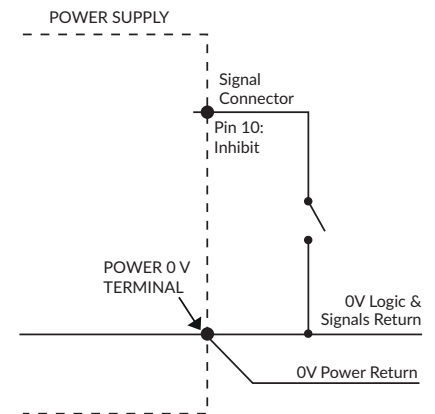 POWER SUPPLY
Signal
Connector
Pin 10:
Inhibit
POWER 0 V
TERMINAL
0V Logic &
Signals Return
0V Power Return